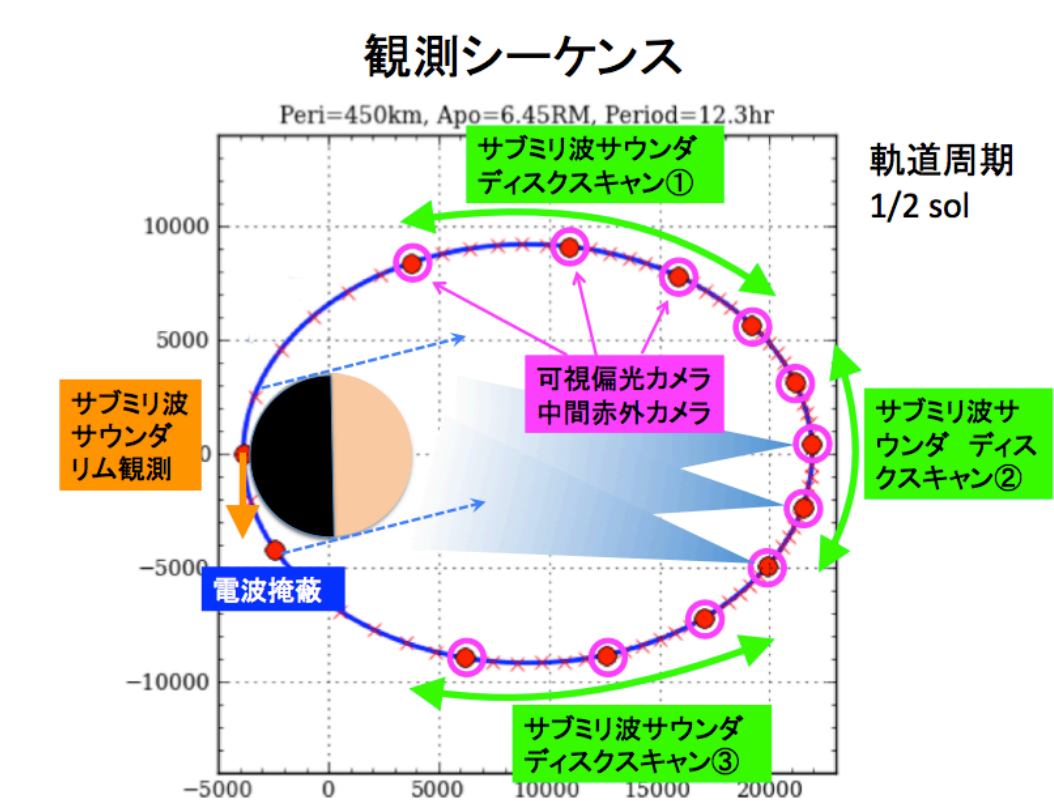 観測シーケンス
Peri=450km, Apo=6.45RM, Period=12.3hr
サブミリ波サウンダ
ディスクスキャン①
軌道周期
1/2 sol
10000
5000
0
−5000
−10000
可視偏光カメラ
中間赤外カメラ
サブミリ波
サウンダ
リム観測
サブミリ波サ
ウンダ　ディス
クスキャン②
電波掩蔽
サブミリ波サウンダ
ディスクスキャン③
−5000 0 5000 10000 15000 20000